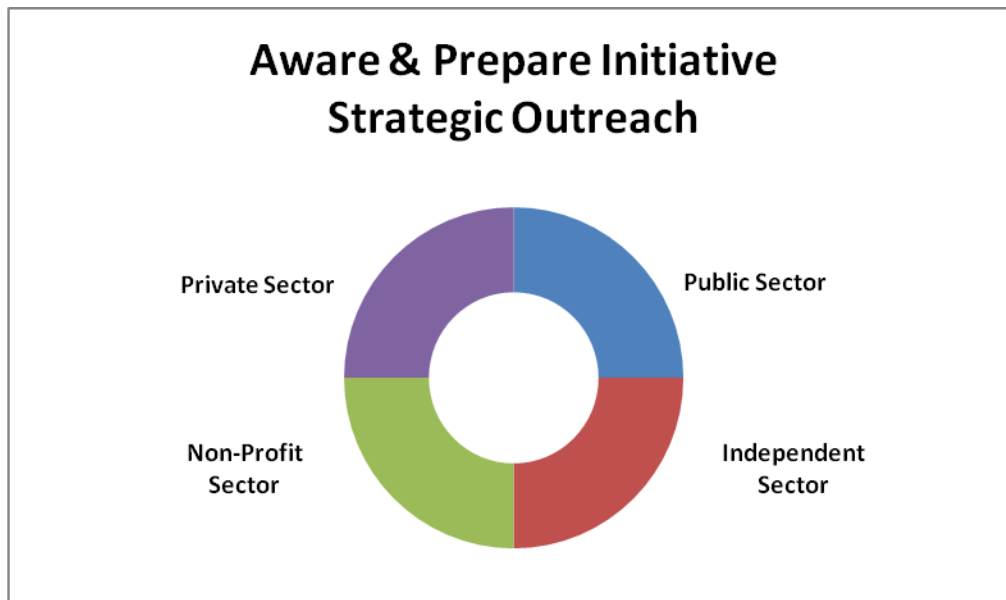 Aware & Prepare Initiative
Strategic Outreach
Private Sector
Public Sector
Non-Profit
Sector
Independent
Sector